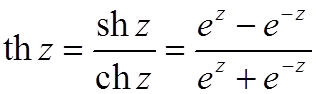 th z = sh z / ch z = (e^z − e^−z) / (e^z + e^−z)